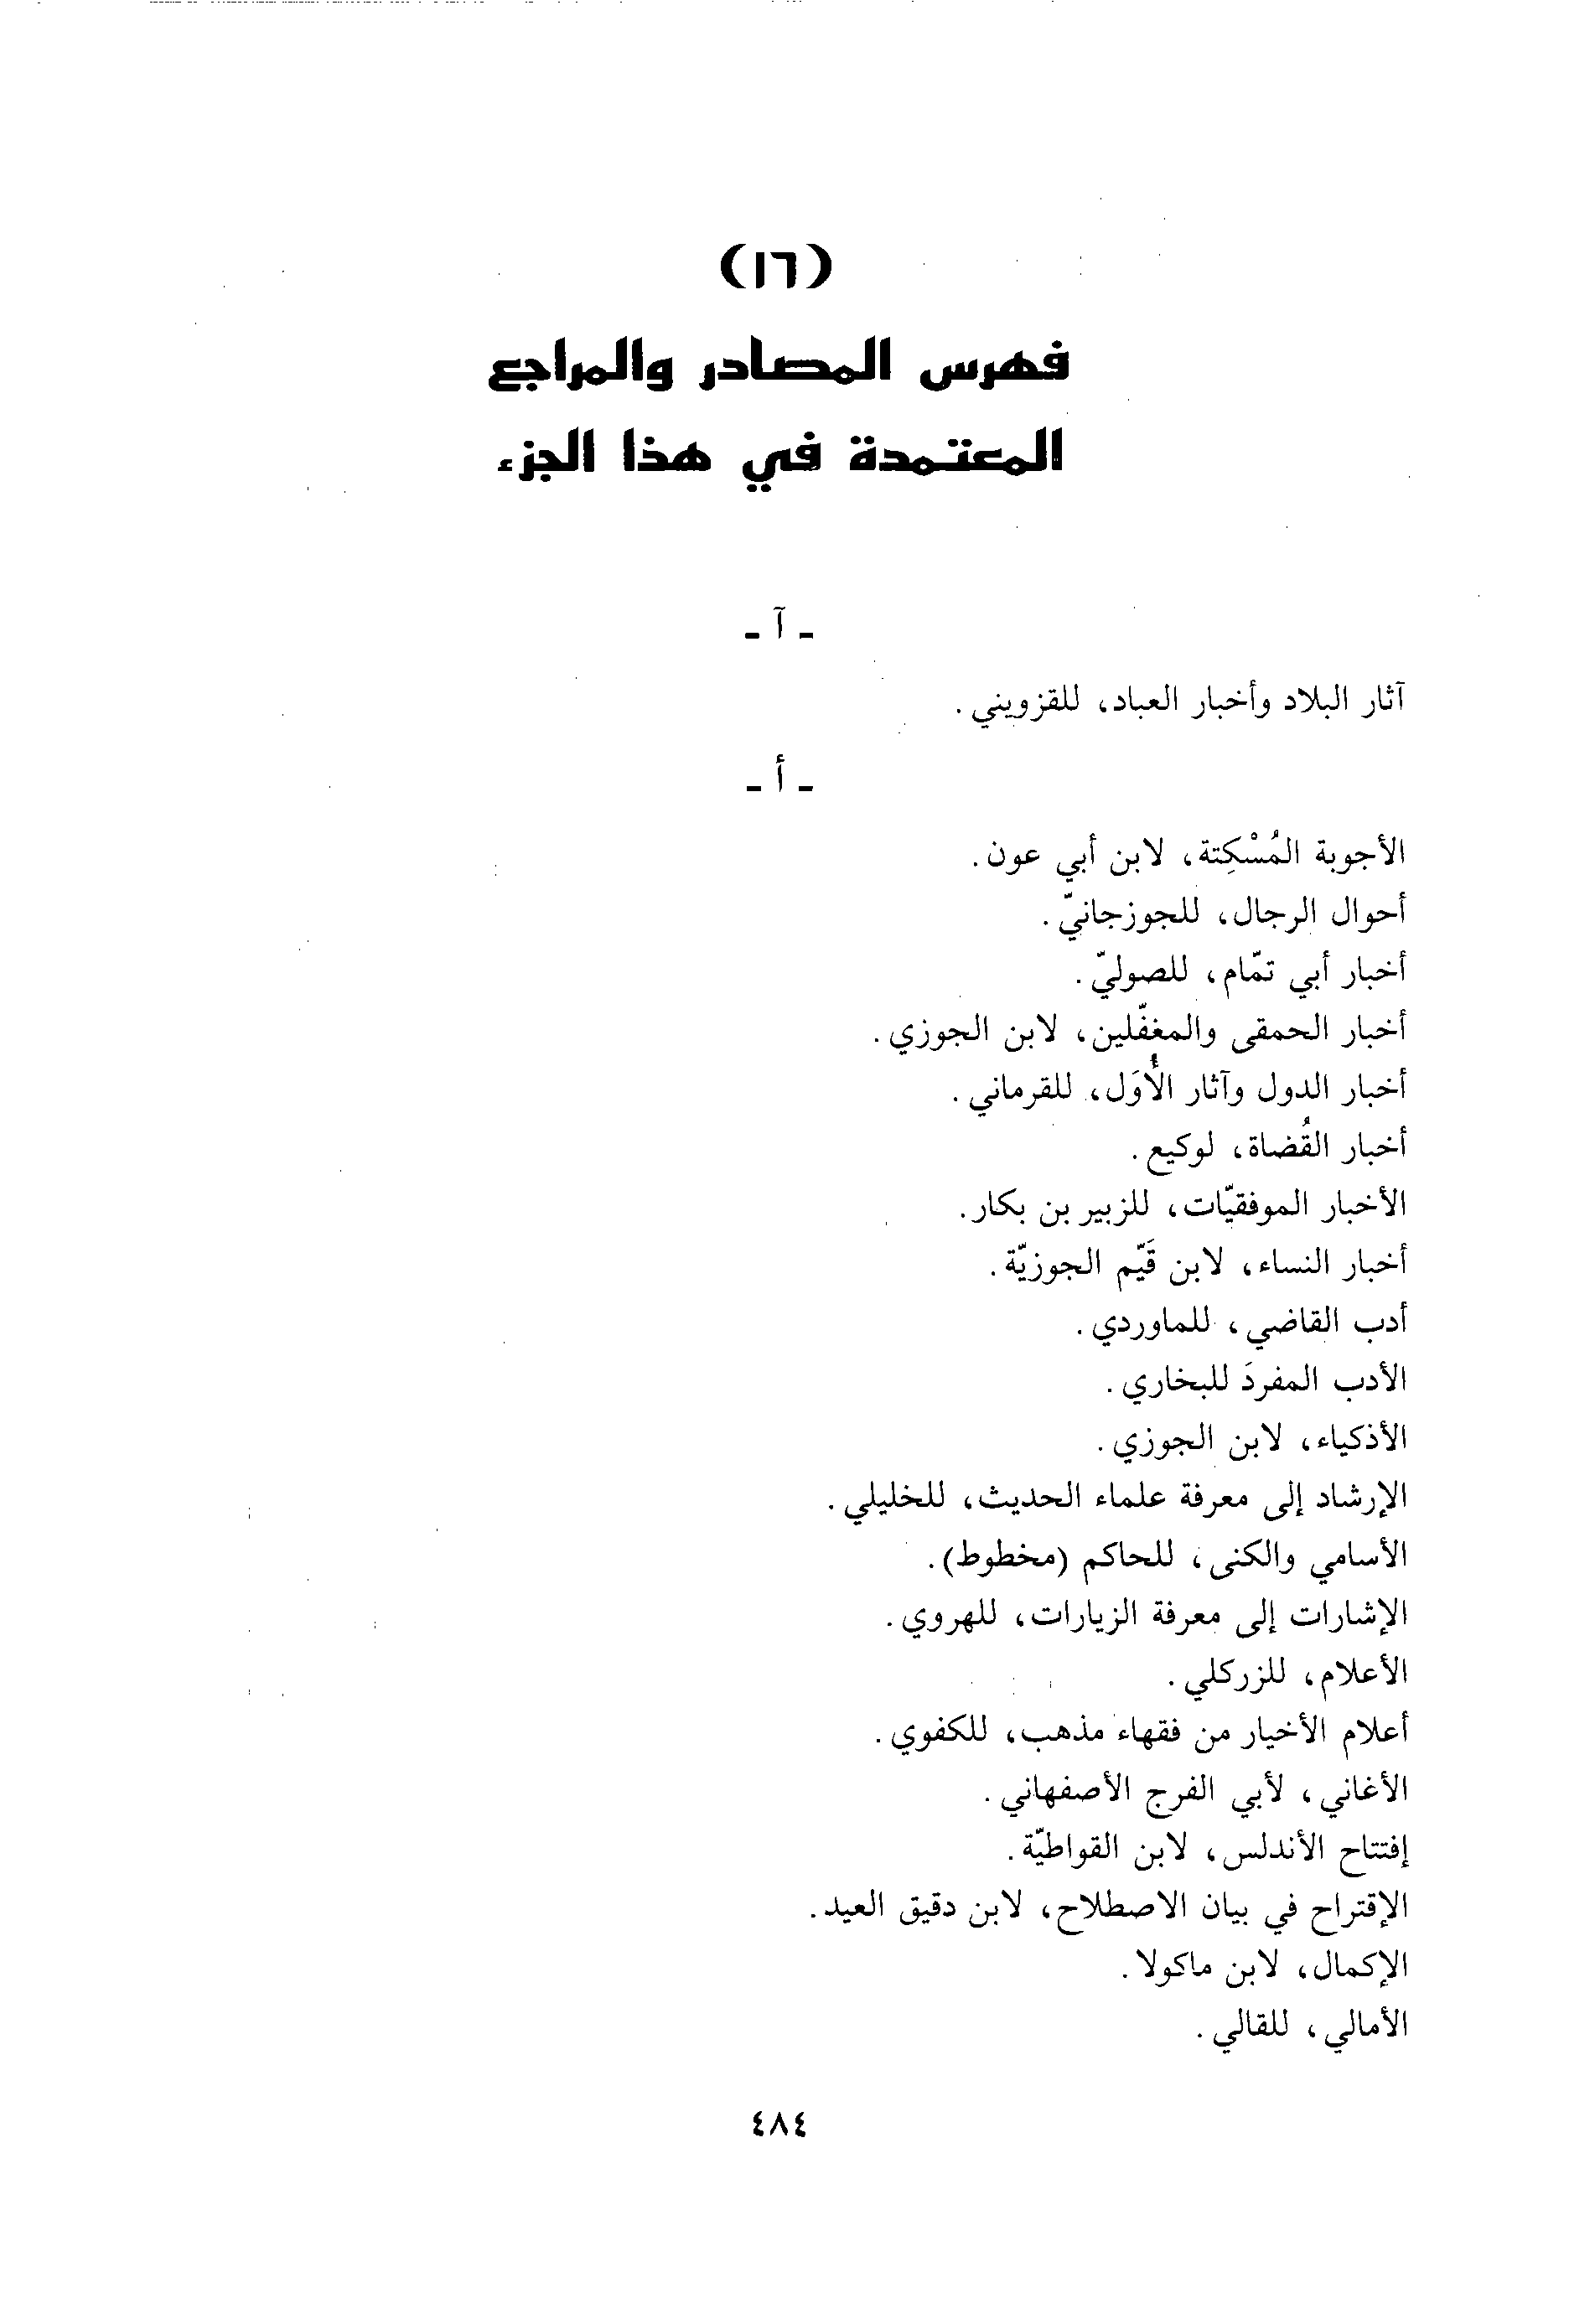 (١٦)
فهرس المصادر والمراجع
المعتمدة في هذا الجزء
- آ -
آثار البلاد وأخبار العباد، للقزويني.
- أ -
الأجوبة المُسْكِتة، لابن أبي عون.
أحوال الرجال، للجوزجانيّ.
أخبار أبي تمّام، للصوليّ.
أخبار الحمقى والمغفّلين، لابن الجوزي.
أخبار الدول وآثار الأُوَل، للقرماني.
أخبار القُضاة، لوكيع.
الأخبار الموفقيّات، للزبير بن بكار.
أخبار النساء، لابن قَيّم الجوزيّة.
أدب القاضي، للماوردي.
الأدب المفردَ للبخاري.
الأذكياء، لابن الجوزي.
الإرشاد إلى معرفة علماء الحديث، للخليلي.
الأسامي والكنى، للحاكم (مخطوط).
الإشارات إلى معرفة الزيارات، للهروي.
الأعلام، للزركلي.
أعلام الأخيار من فقهاء مذهب، للكفوي.
الأغاني، لأبي الفرج الأصفهاني.
إفتتاح الأندلس، لابن القواطيّة.
الإقتراح في بيان الاصطلاح، لابن دقيق العيد.
الإكمال، لابن ماكولا.
الأمالي، للقالي.
٤٨٤